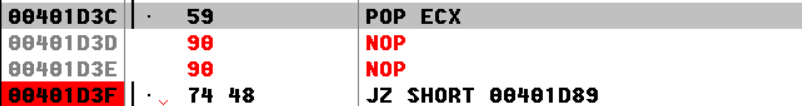 00401D3C · 59 POP ECX
00401D3D 90 NOP
00401D3E 90 NOP
00401D3F · 74 48 JZ SHORT 00401D89